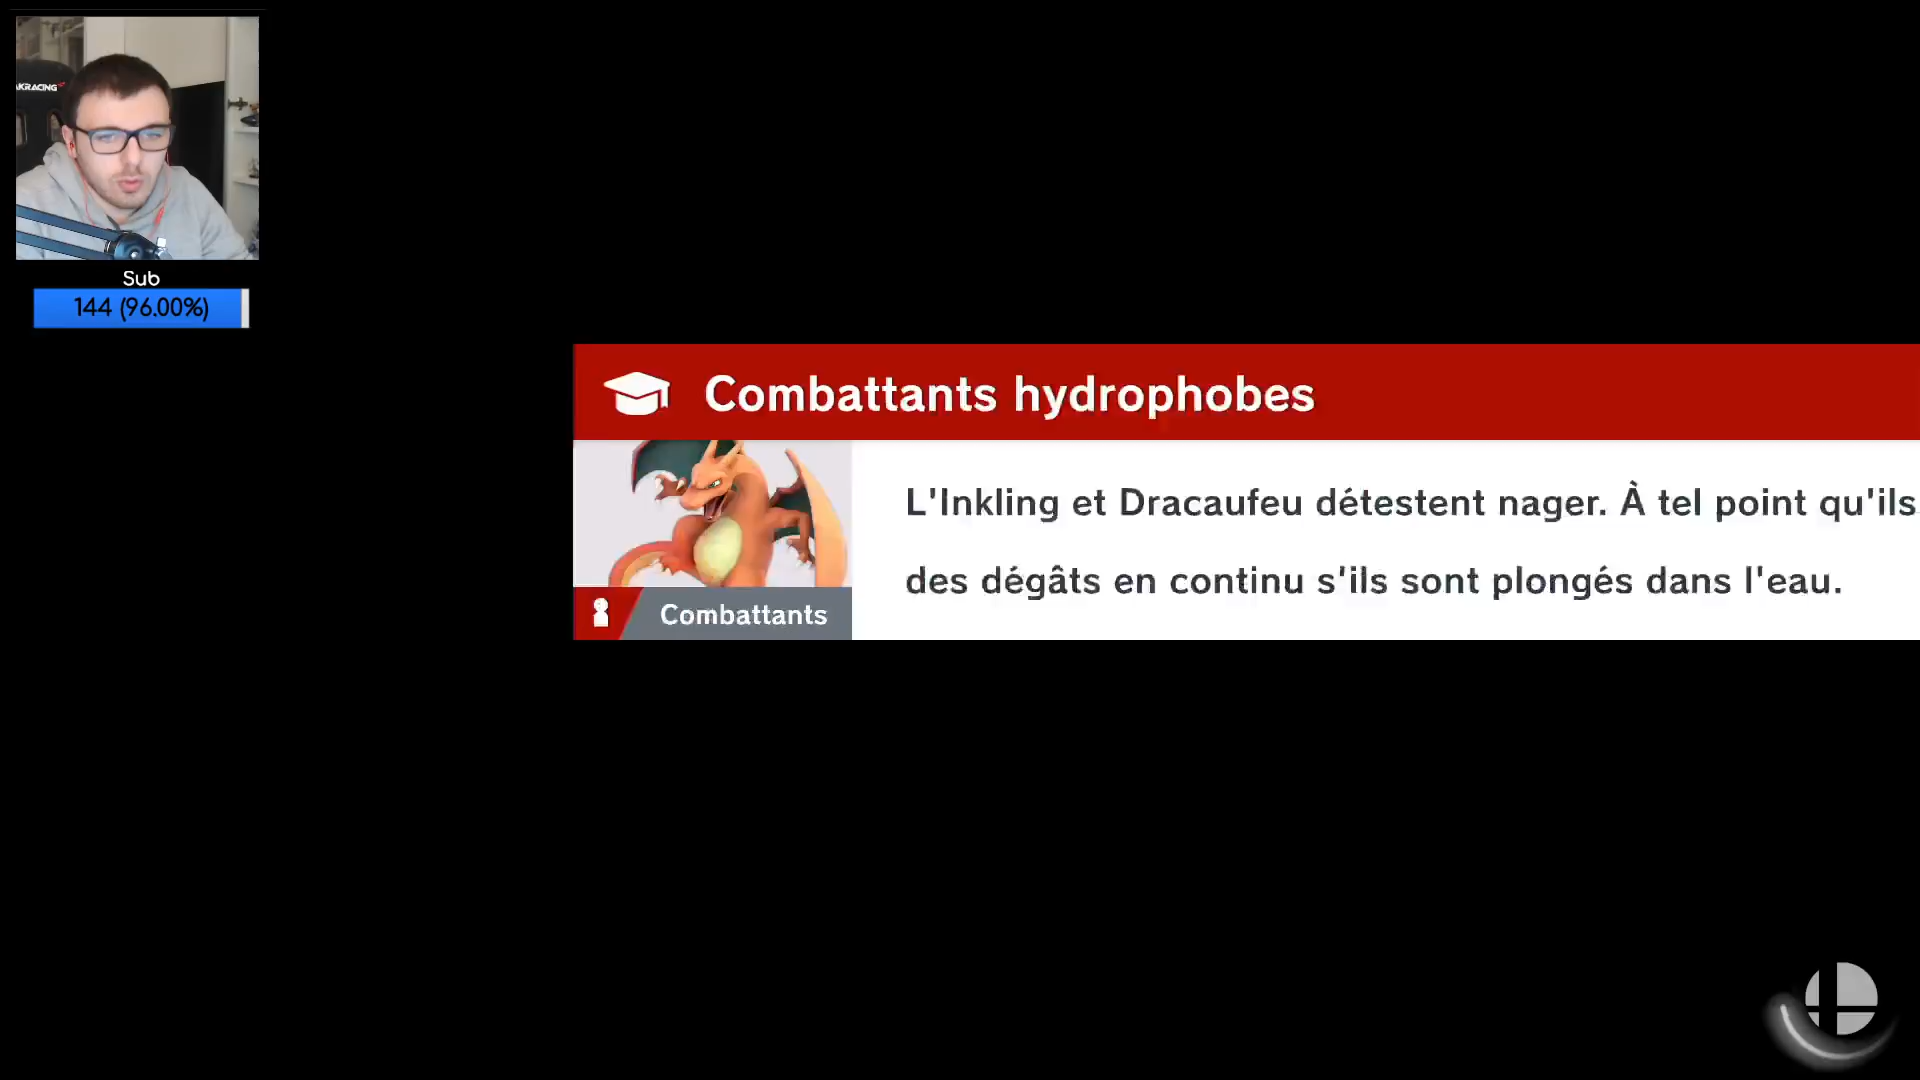 AKRACING
Sub
144 (96.00%)
Combattants hydrophobes
L'Inkling et Dracaufeu détestent nager. À tel point qu'ils
des dégâts en continu s'ils sont plongés dans l'eau.
Combattants